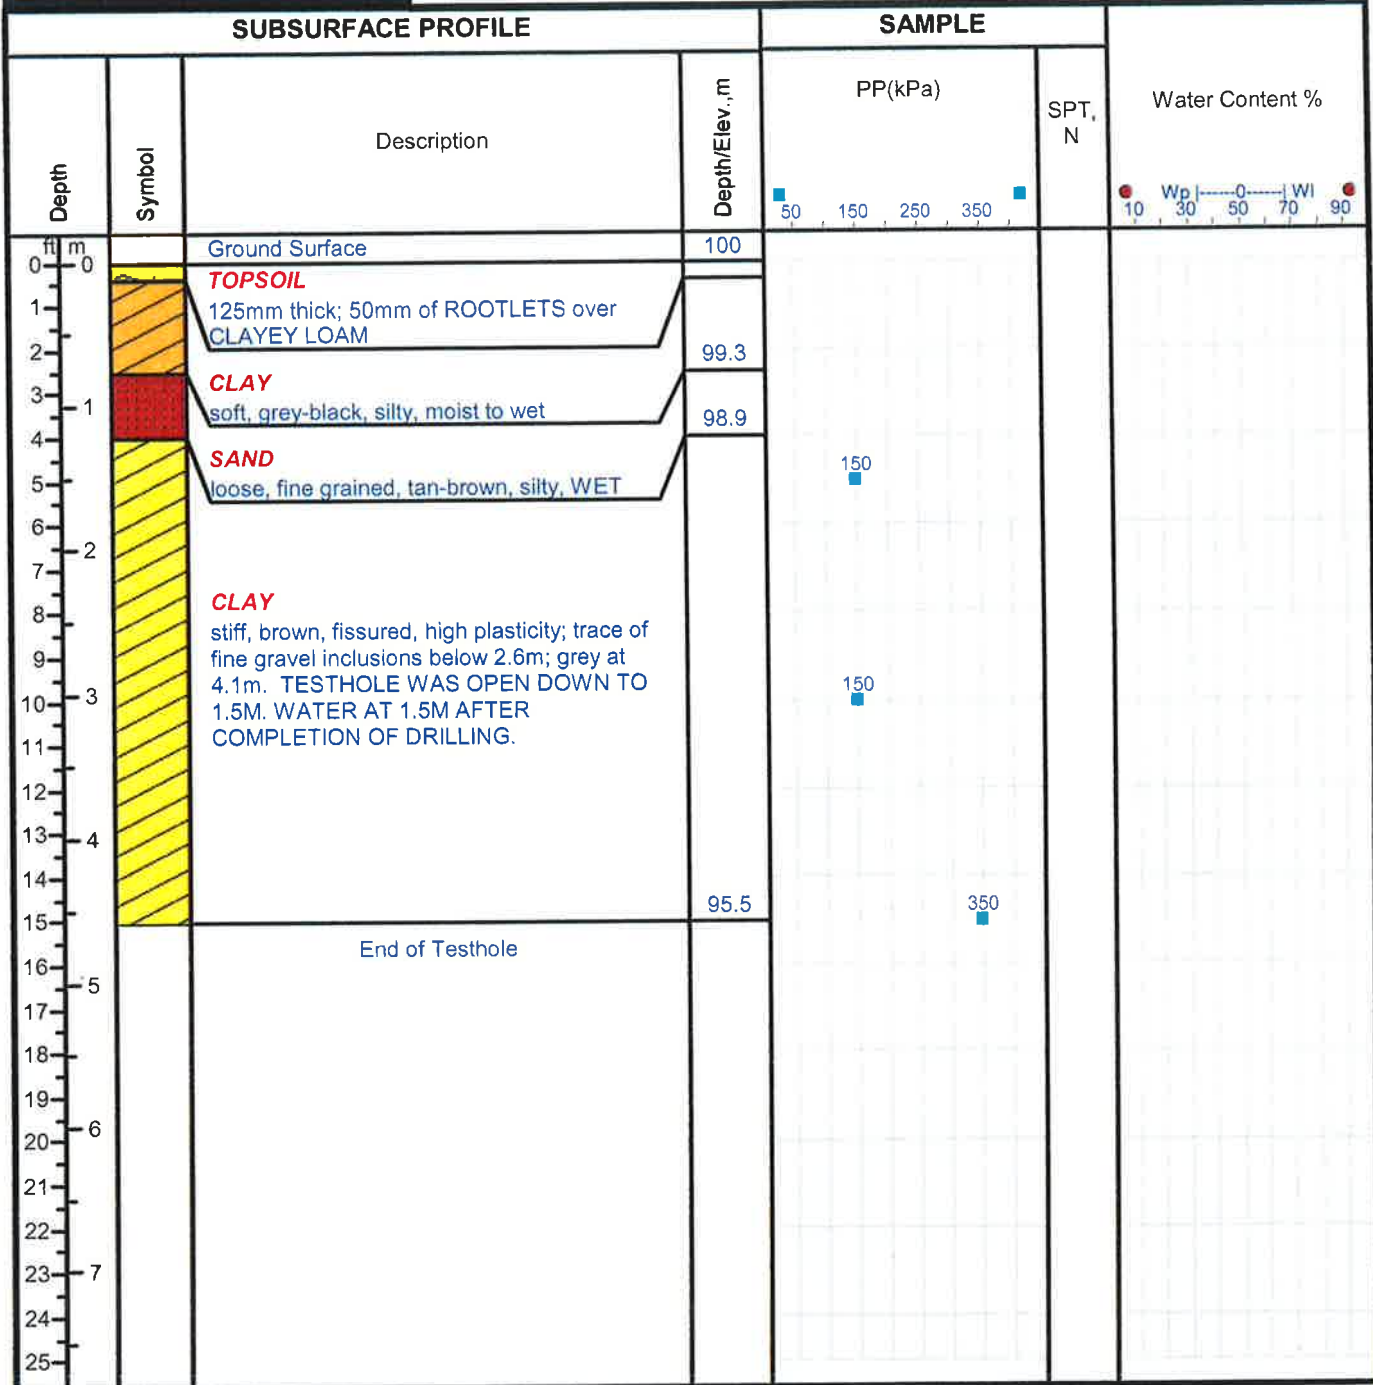 SUBSURFACE PROFILE
SAMPLE
Depth
Symbol
Description
Depth/Elev.,m
PP(kPa)
SPT,
N
Water Content %
50 150 250 350
Wp |------0------| Wl
10 30 50 70 90
ft m
Ground Surface
100
0 0
TOPSOIL
125mm thick; 50mm of ROOTLETS over
CLAYEY LOAM
1
2
99.3
CLAY
soft, grey-black, silty, moist to wet
3
1
98.9
4
SAND
loose, fine grained, tan-brown, silty, WET
150
5
6
2
7
CLAY
stiff, brown, fissured, high plasticity; trace of
fine gravel inclusions below 2.6m; grey at
4.1m. TESTHOLE WAS OPEN DOWN TO
1.5M. WATER AT 1.5M AFTER
COMPLETION OF DRILLING.
8
9
150
10
3
11
12
13
4
14
95.5
350
15
End of Testhole
16
5
17
18
19
6
20
21
22
23
7
24
25